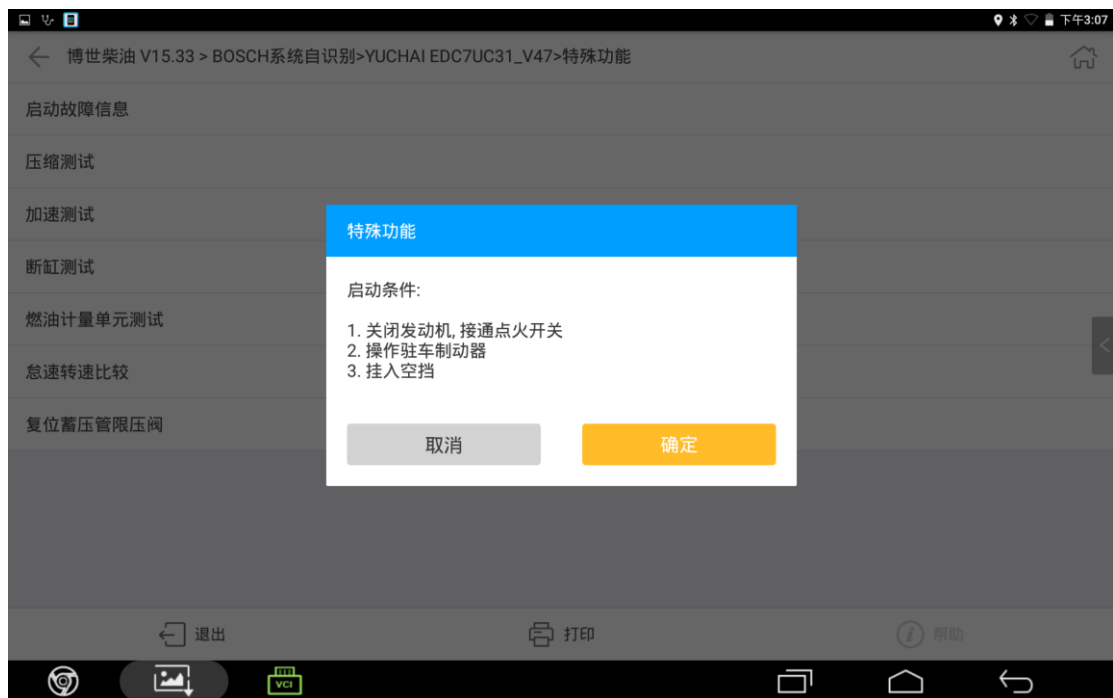 下午3:07
博世柴油 V15.33 > BOSCH系统自识别>YUCHAI EDC7UC31_V47>特殊功能
启动故障信息
压缩测试
加速测试
断缸测试
燃油计量单元测试
怠速转速比较
复位蓄压管限压阀
特殊功能
启动条件:
1. 关闭发动机, 接通点火开关
2. 操作驻车制动器
3. 挂入空挡
取消
确定
退出
打印
帮助
VCI